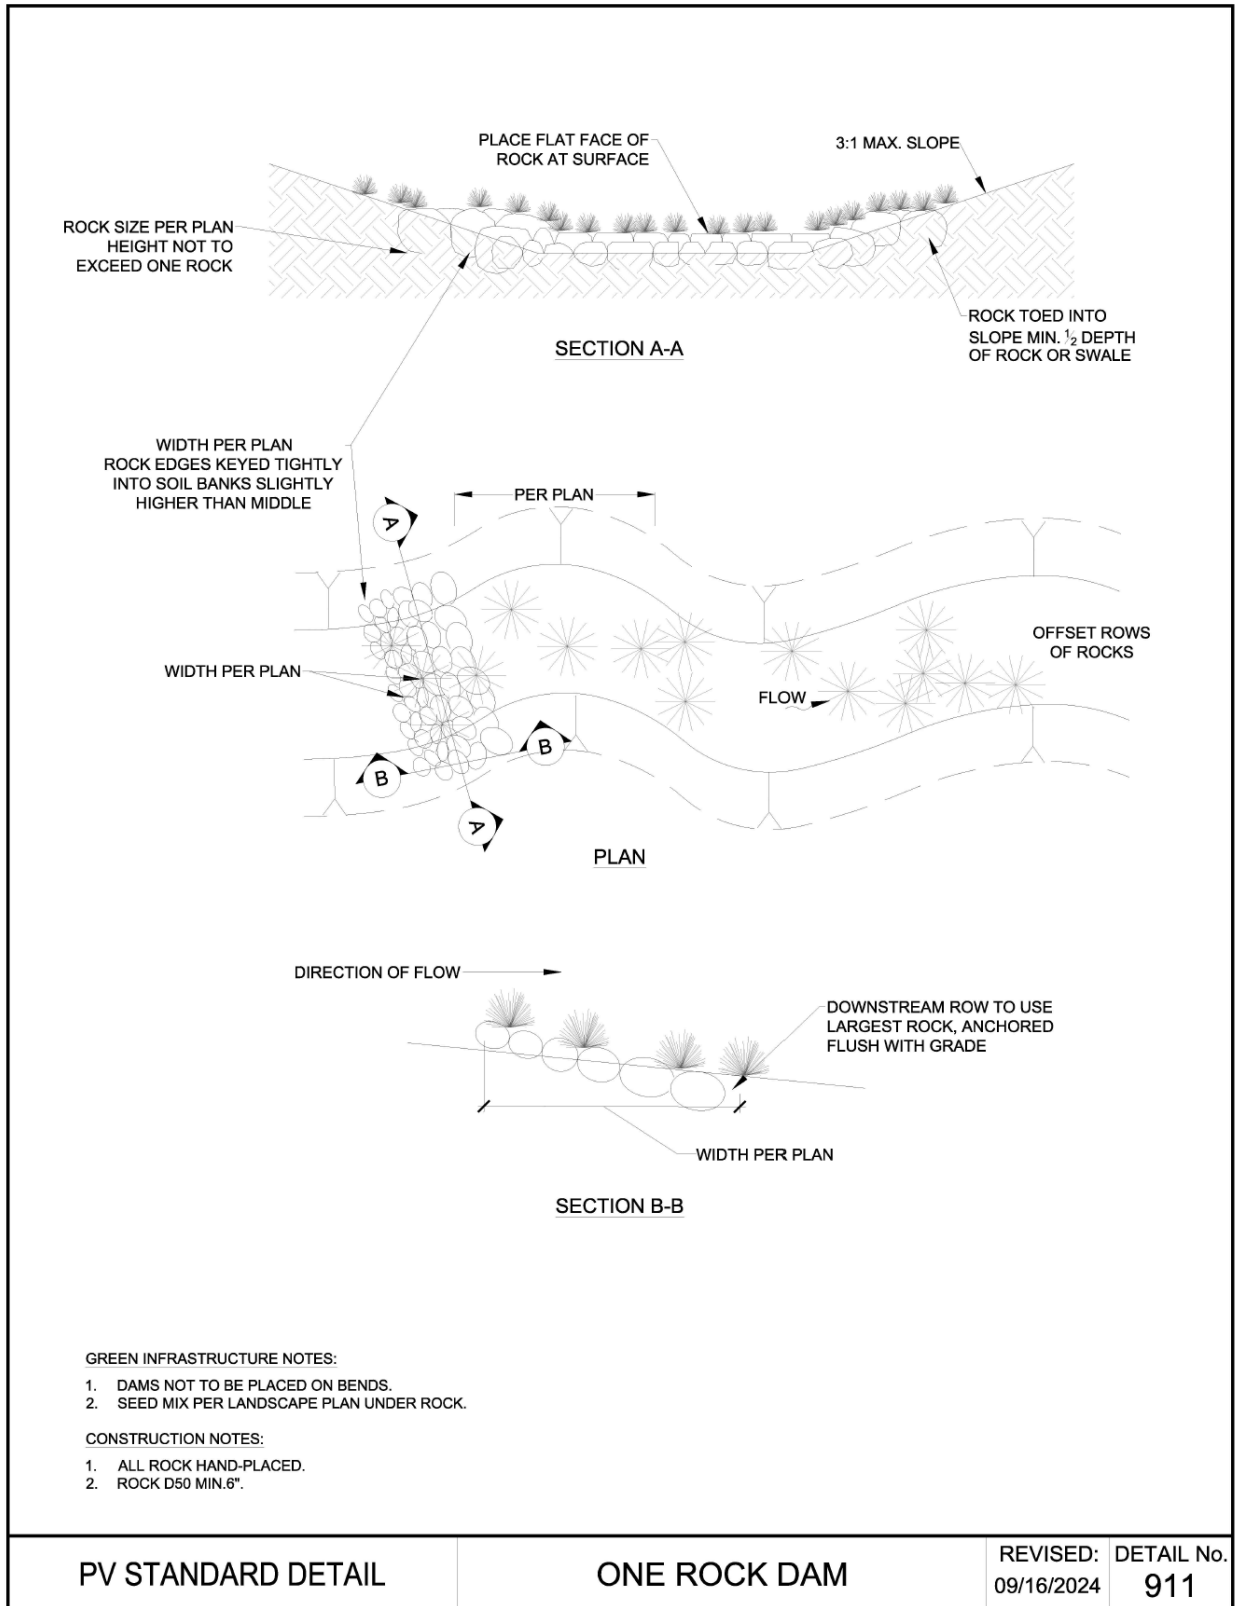 PLACE FLAT FACE OF
ROCK AT SURFACE
3:1 MAX. SLOPE
ROCK SIZE PER PLAN
HEIGHT NOT TO
EXCEED ONE ROCK
ROCK TOED INTO
SLOPE MIN. ½ DEPTH
OF ROCK OR SWALE
SECTION A-A
WIDTH PER PLAN
ROCK EDGES KEYED TIGHTLY
INTO SOIL BANKS SLIGHTLY
HIGHER THAN MIDDLE
PER PLAN
A
OFFSET ROWS
OF ROCKS
WIDTH PER PLAN
FLOW
B
B
A
PLAN
DIRECTION OF FLOW
DOWNSTREAM ROW TO USE
LARGEST ROCK, ANCHORED
FLUSH WITH GRADE
WIDTH PER PLAN
SECTION B-B
GREEN INFRASTRUCTURE NOTES:
1. DAMS NOT TO BE PLACED ON BENDS.
2. SEED MIX PER LANDSCAPE PLAN UNDER ROCK.
CONSTRUCTION NOTES:
1. ALL ROCK HAND-PLACED.
2. ROCK D50 MIN.6".
PV STANDARD DETAIL
ONE ROCK DAM
REVISED:
09/16/2024
DETAIL No.
911